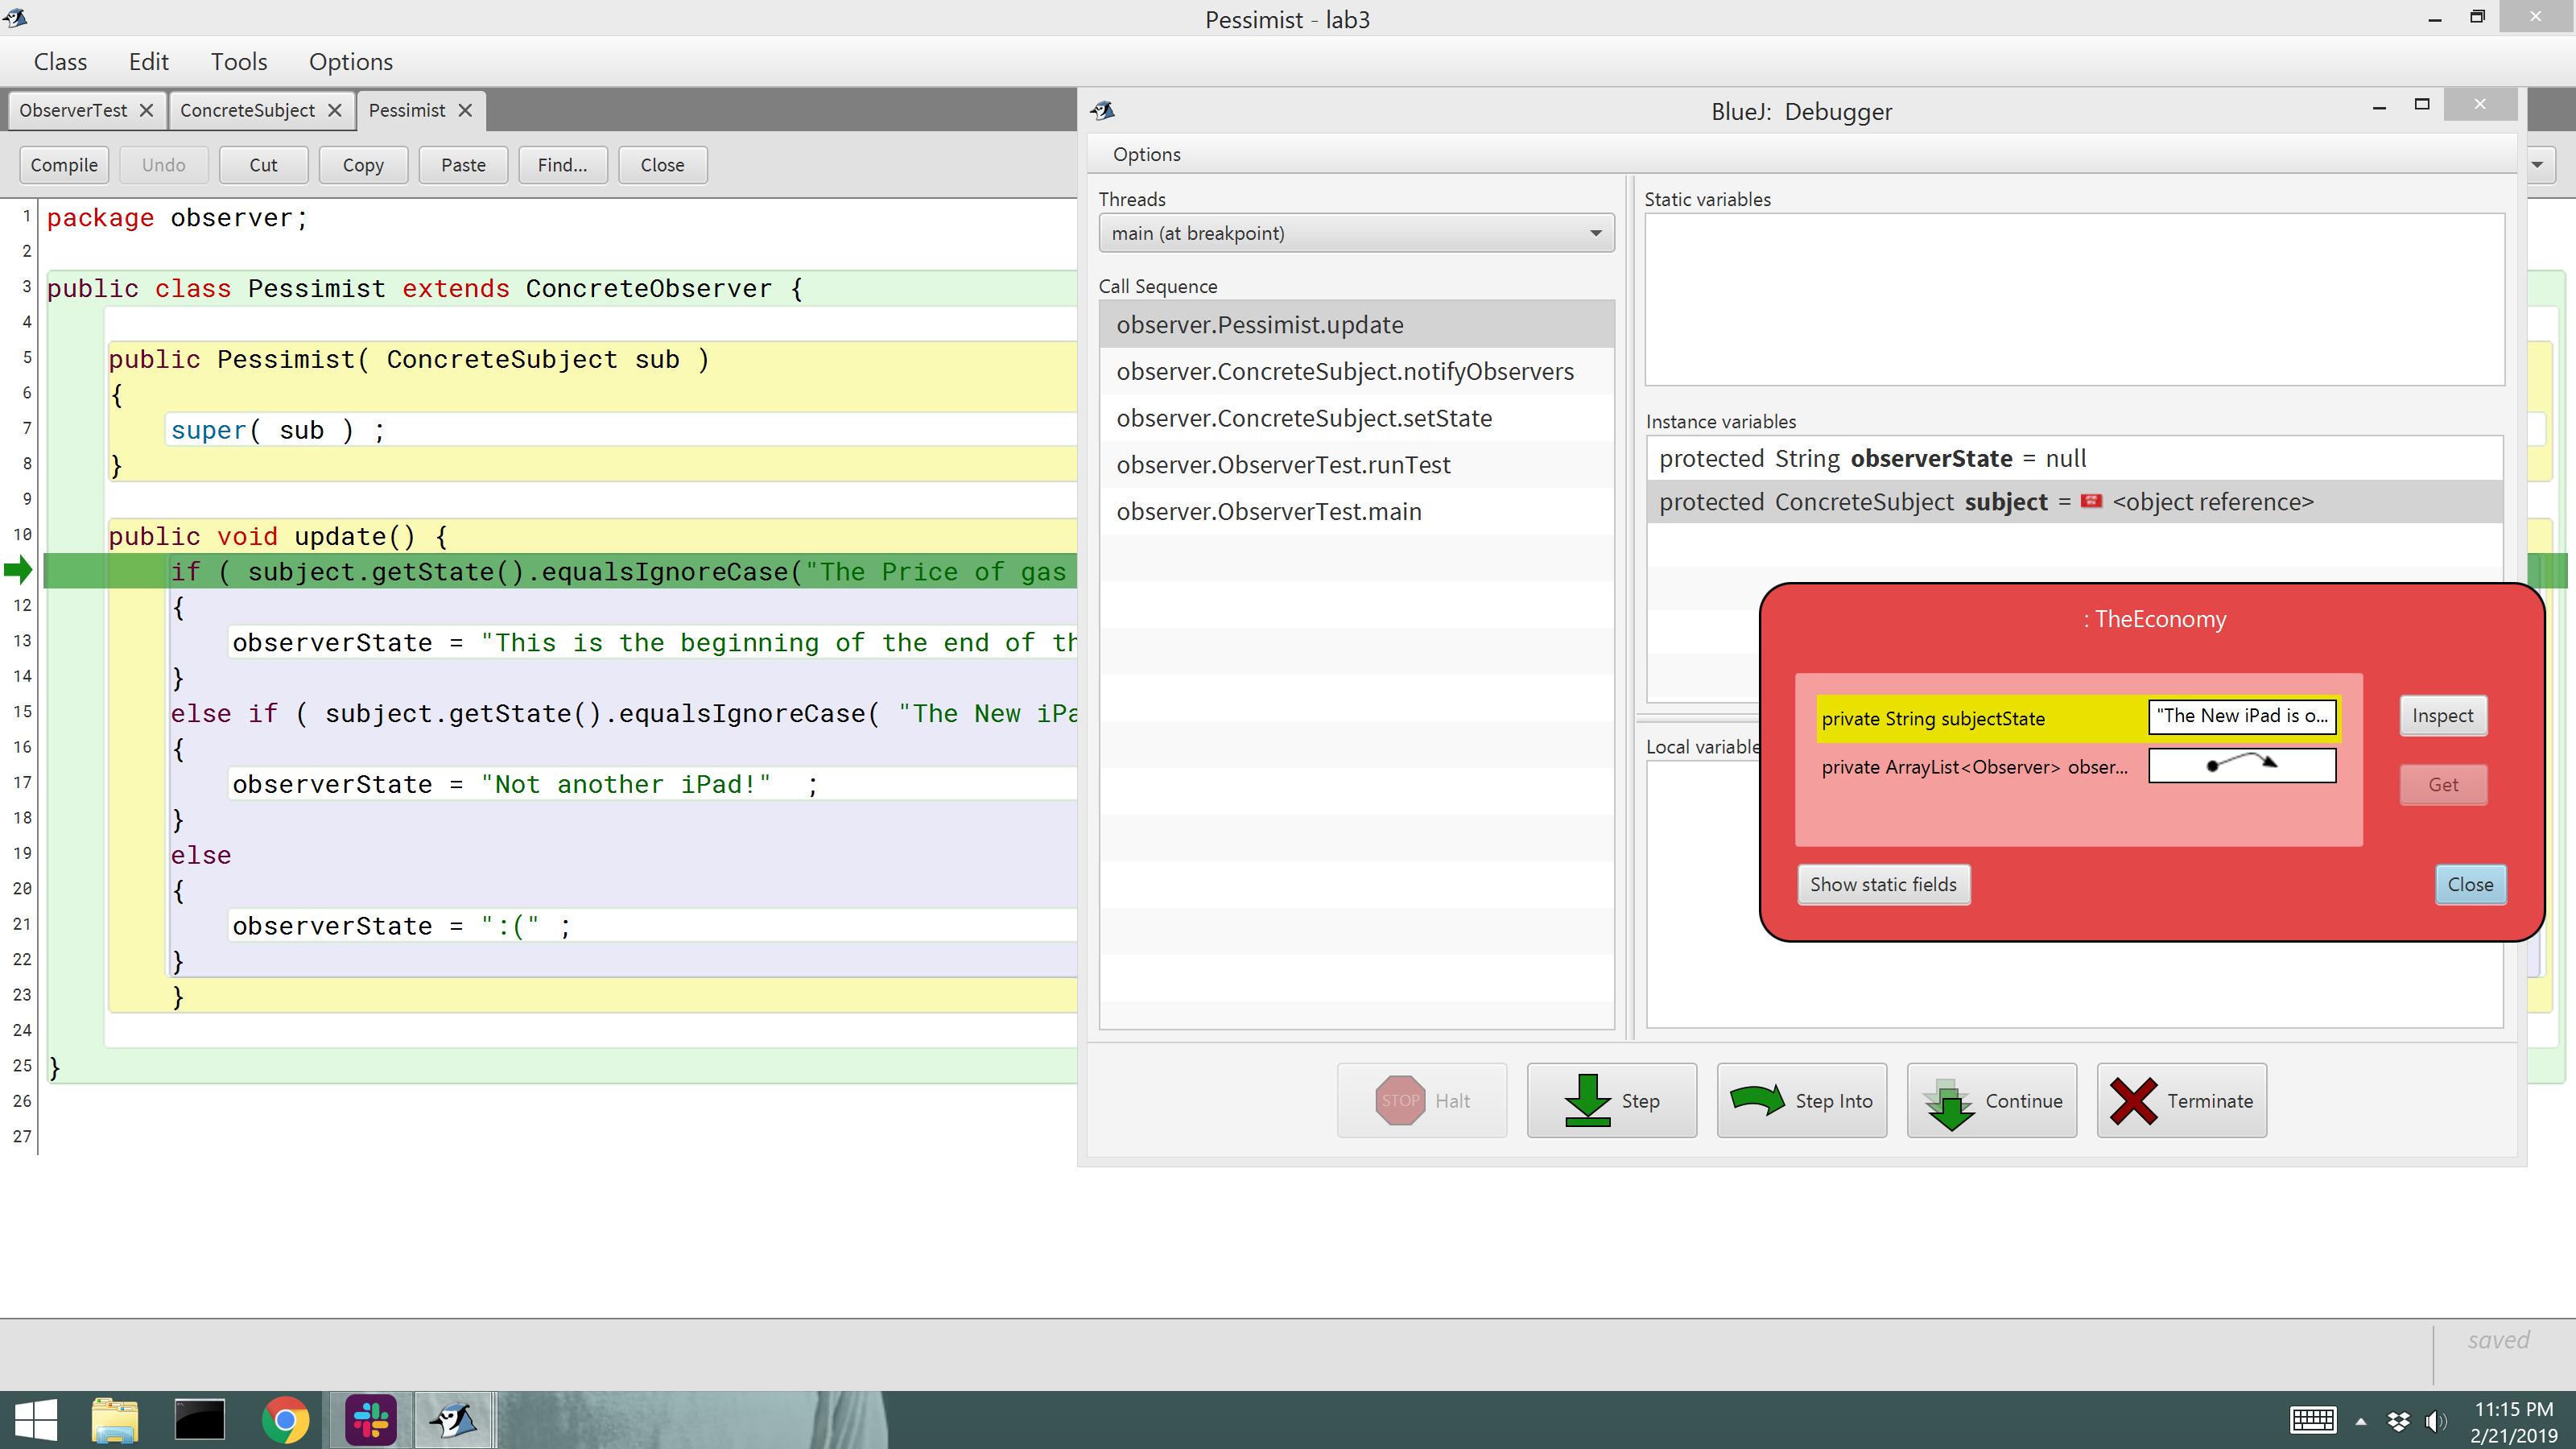 Pessimist - lab3
Class Edit Tools Options
ObserverTest ConcreteSubject Pessimist
Compile Undo Cut Copy Paste Find... Close
1 package observer;
2
3 public class Pessimist extends ConcreteObserver {
4
5 public Pessimist( ConcreteSubject sub )
6 {
7 super( sub ) ;
8 }
9
10 public void update() {
if ( subject.getState().equalsIgnoreCase("The Price of gas
12 {
13 observerState = "This is the beginning of the end of th
14 }
15 else if ( subject.getState().equalsIgnoreCase( "The New iPa
16 {
17 observerState = "Not another iPad!" ;
18 }
19 else
20 {
21 observerState = ":(" ;
22 }
23 }
24
25 }
26
27
BlueJ: Debugger
Options
Threads
main (at breakpoint)
Call Sequence
observer.Pessimist.update
observer.ConcreteSubject.notifyObservers
observer.ConcreteSubject.setState
observer.ObserverTest.runTest
observer.ObserverTest.main
Static variables
Instance variables
protected String observerState = null
protected ConcreteSubject subject = <object reference>
Local variable
: TheEconomy
private String subjectState "The New iPad is o...
private ArrayList<Observer> obser...
Inspect
Get
Show static fields
Close
STOP Halt Step Step Into Continue Terminate
saved
11:15 PM
2/21/2019